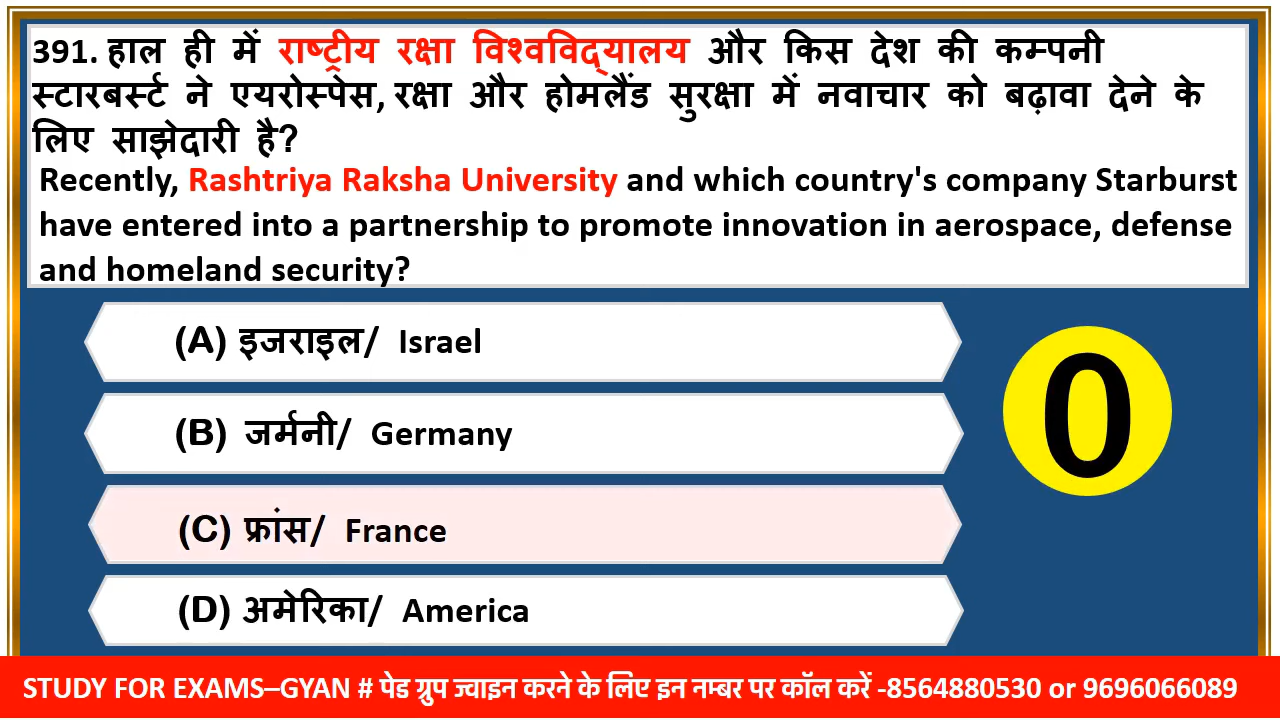 391. हाल ही में राष्ट्रीय रक्षा विश्वविद्यालय और किस देश की कम्पनी
स्टारबर्स्ट ने एयरोस्पेस, रक्षा और होमलैंड सुरक्षा में नवाचार को बढ़ावा देने के
लिए साझेदारी है?
Recently, Rashtriya Raksha University and which country's company Starburst
have entered into a partnership to promote innovation in aerospace, defense
and homeland security?
(A) इजराइल/ Israel
(B) जर्मनी/ Germany
(C) फ्रांस/ France
(D) अमेरिका/ America
0
STUDY FOR EXAMS–GYAN # पेड ग्रुप ज्वाइन करने के लिए इन नम्बर पर कॉल करें -8564880530 or 9696066089